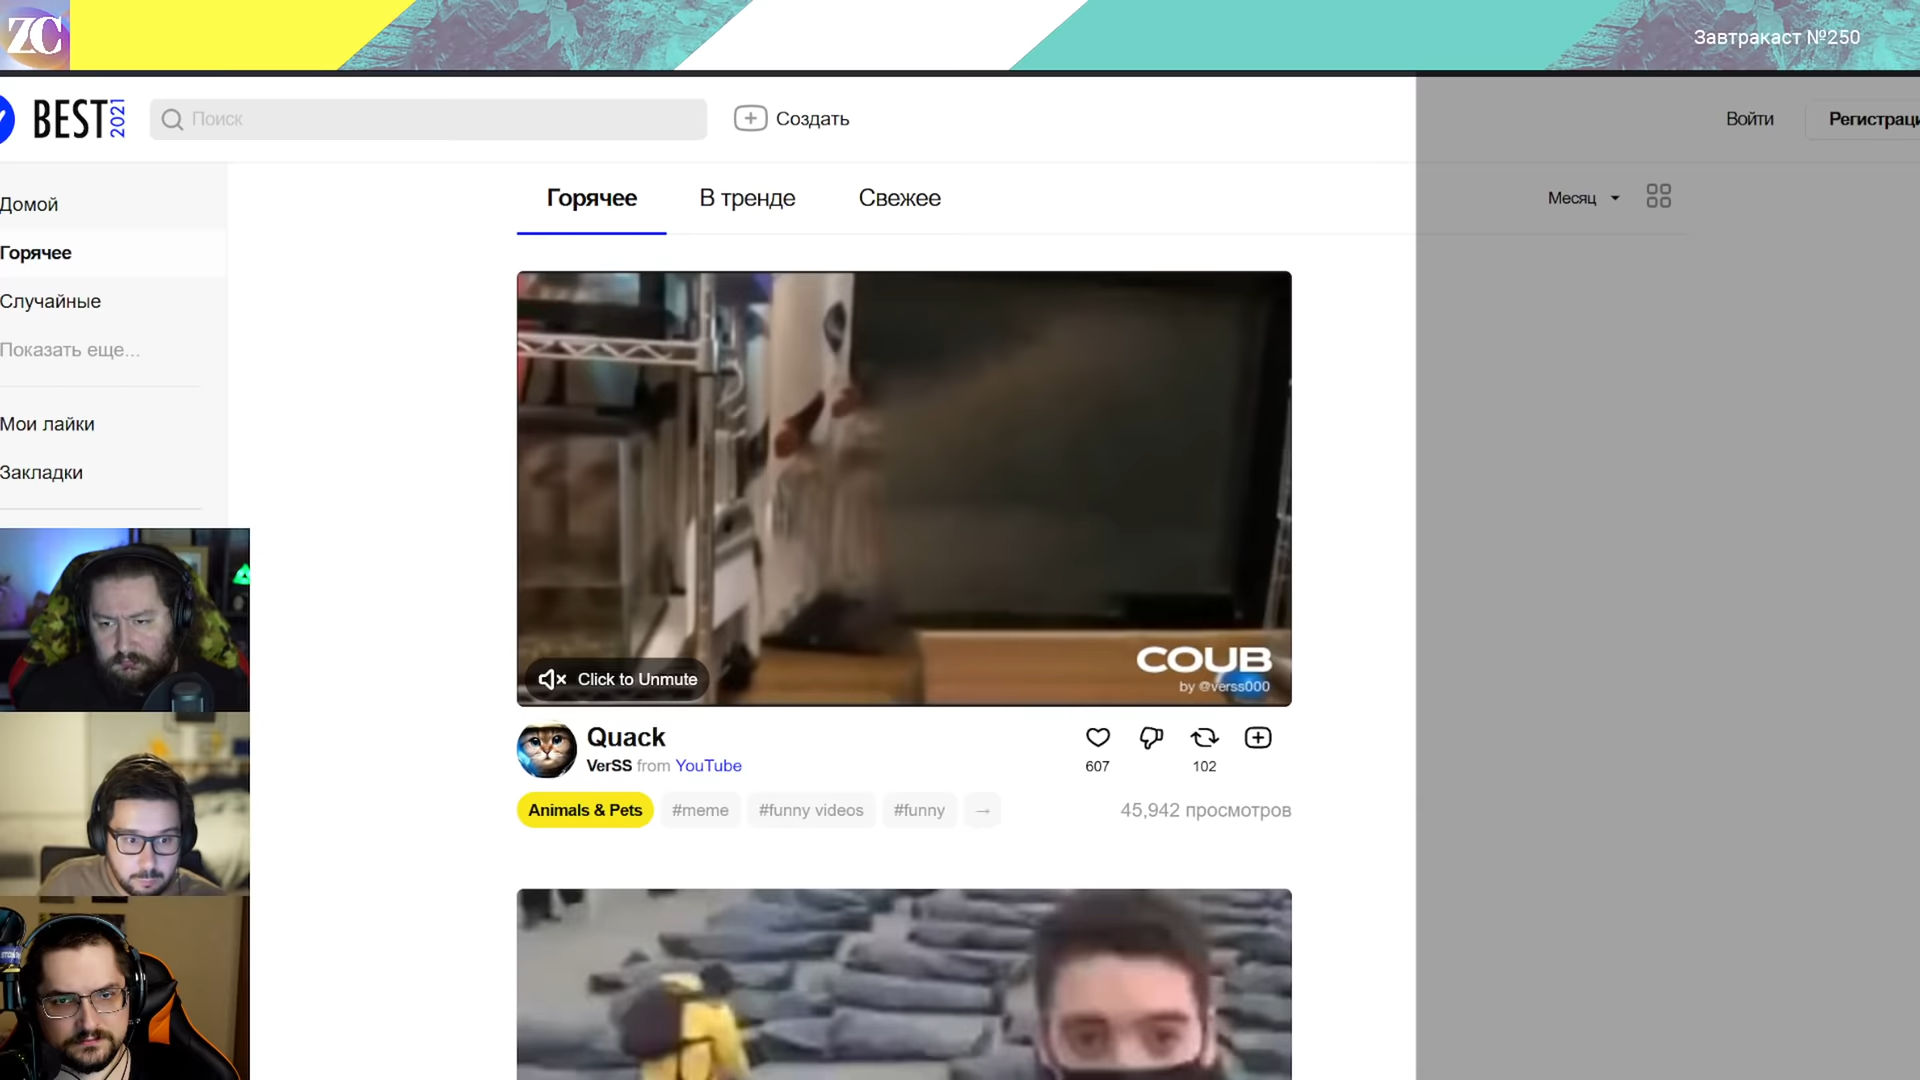 ZC
Завтракаст №250
BEST 2021
Поиск
Создать
Войти
Регистраци
Домой
Горячее
Случайные
Показать еще...
Мои лайки
Закладки
Горячее
В тренде
Свежее
Месяц
Click to Unmute
COUB
by @verss000
Quack
VerSS from YouTube
607
102
Animals & Pets
#meme
#funny videos
#funny
→
45,942 просмотров